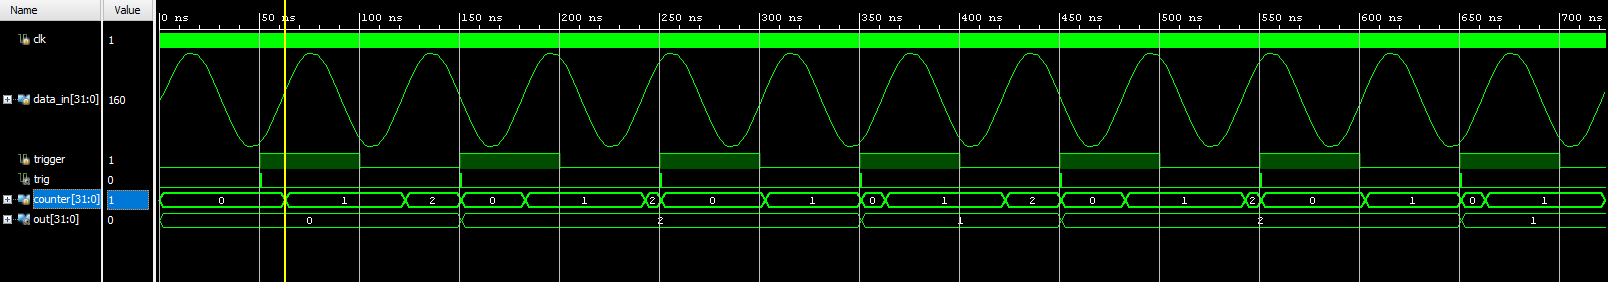 Name Value 0 ns 50 ns 100 ns 150 ns 200 ns 250 ns 300 ns 350 ns 400 ns 450 ns 500 ns 550 ns 600 ns 650 ns 700 ns
clk 1
data_in[31:0] 160
trigger 1
trig 0
counter[31:0] 1 0 1 2 0 1 2 0 1 0 1 2 0 1 2 0 1 0 1
out[31:0] 0 0 2 1 2 1